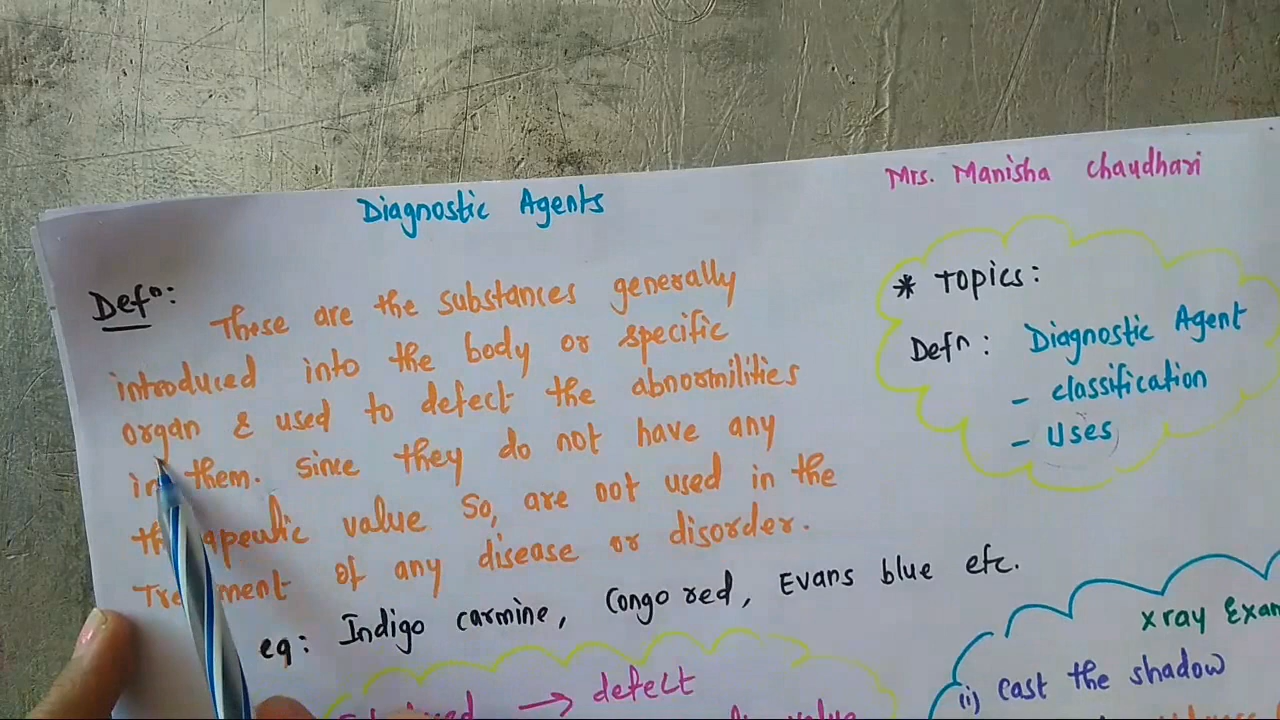 Mrs. Manisha Chaudhari
Diagnostic Agents
Defⁿ:
These are the substances generally
introduced into the body or specific
organ & used to defect the abnormilities
in them. Since they do not have any
value So, are not used in the
of any disease or disorder.
eg: Indigo carmine, Congo red, Evans blue etc.
→ defect
value
* Topics:
Defⁿ: Diagnostic Agent
- classification
- Uses
xray Exam
(i) Cast the shadow